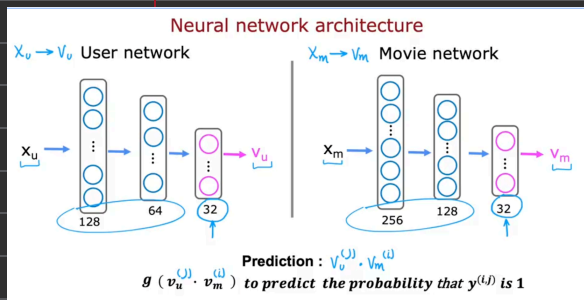 Neural network architecture
Xu → Vu User network
Xm → Vm Movie network
xu
vu
128
64
32
xm
vm
256
128
32
Prediction : Vu^(j) · Vm^(i)
g ( vu^(j) · vm^(i) ) to predict the probability that y^(i,j) is 1